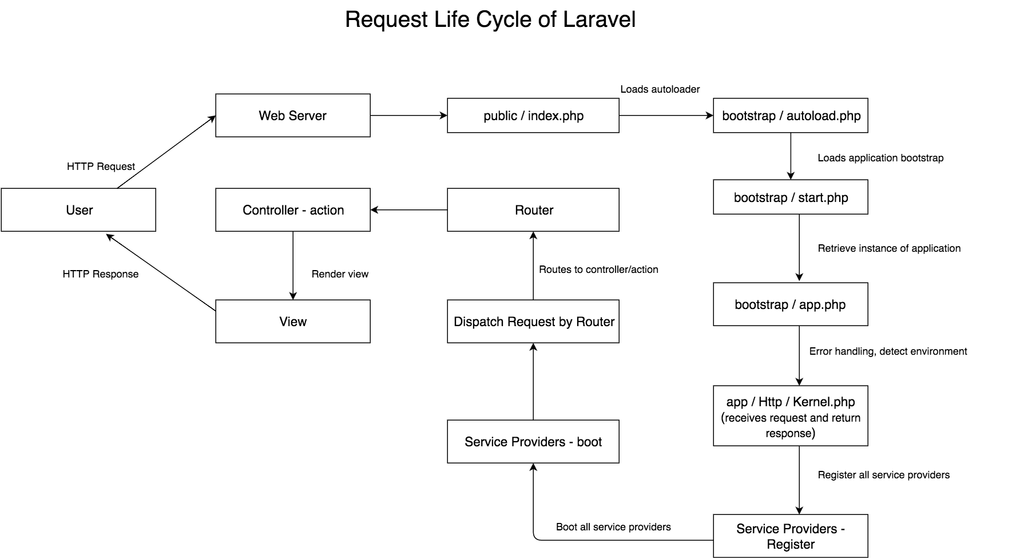 Request Life Cycle of Laravel
Loads autoloader
Web Server
public / index.php
bootstrap / autoload.php
HTTP Request
Loads application bootstrap
User
Controller - action
Router
bootstrap / start.php
Retrieve instance of application
HTTP Response
Render view
Routes to controller/action
View
Dispatch Request by Router
bootstrap / app.php
Error handling, detect environment
app / Http / Kernel.php
(receives request and return
response)
Service Providers - boot
Register all service providers
Boot all service providers
Service Providers -
Register